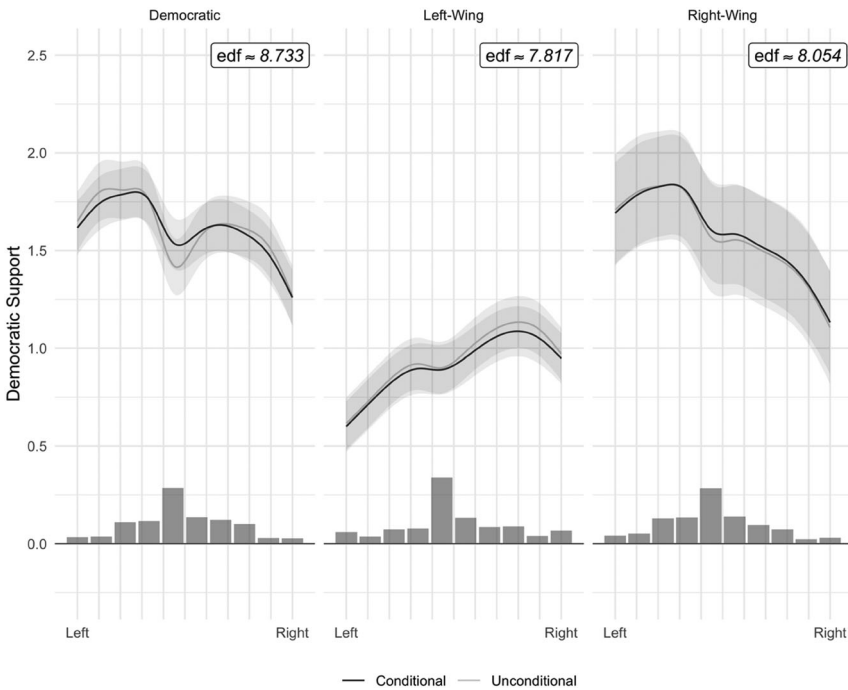 Democratic Left-Wing Right-Wing
edf ≈ 8.733 edf ≈ 7.817 edf ≈ 8.054
Democratic Support
2.5
2.0
1.5
1.0
0.5
0.0
Left Right Left Right Left Right
Conditional Unconditional